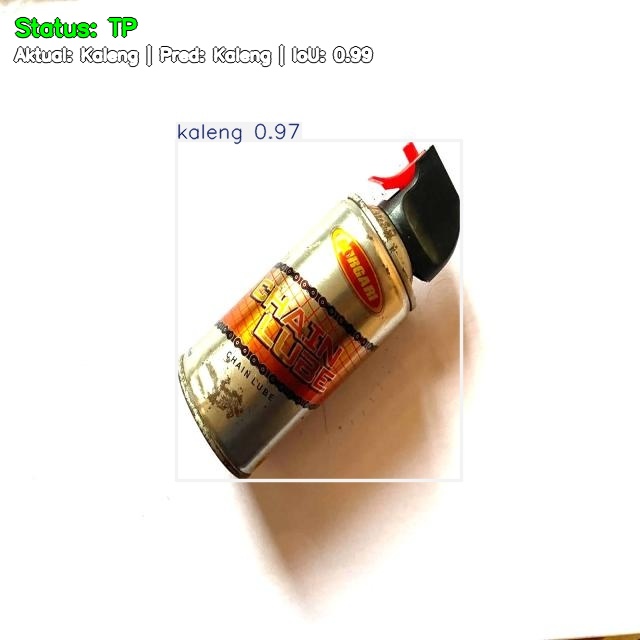 Status: TP
Aktual: Kaleng | Pred: Kaleng | IoU: 0.99
kaleng 0.97
CHAIN
LUBE
CHAIN LUBE